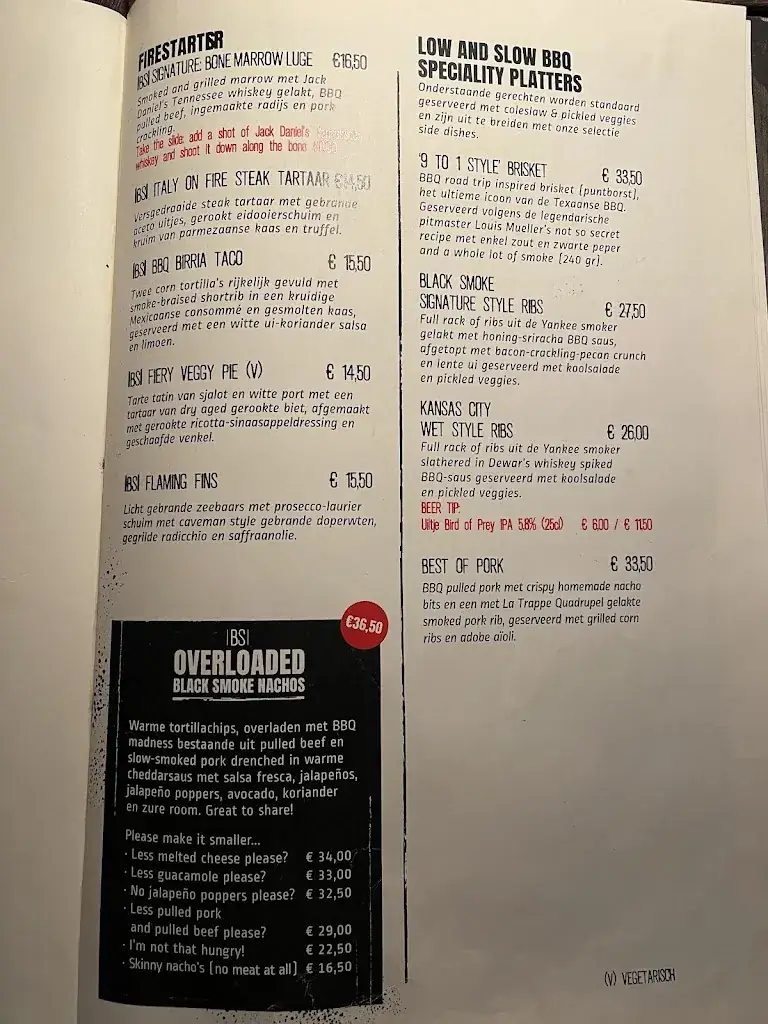 FIRESTARTER
|BS| SIGNATURE: BONE MARROW LUGE €16,50
Smoked and grilled marrow met Jack
Daniel's Tennessee whiskey gelakt, BBQ
pulled beef, ingemaakte radijs en pork
crackling.
Take the slide: add a shot of Jack Daniel's
whiskey and shoot it down along the bone
|BS| ITALY ON FIRE STEAK TARTAAR €14,50
Versgedraaide steak tartaar met gebrande
aceto uitjes, gerookt eidooierschuim en
kruim van parmezaanse kaas en truffel.
|BS| BBQ BIRRIA TACO € 15,50
Twee corn tortilla's rijkelijk gevuld met
smoke-braised shortrib in een kruidige
Mexicaanse consommé en gesmolten kaas,
geserveerd met een witte ui-koriander salsa
en limoen.
|BS| FIERY VEGGY PIE (V) € 14,50
Tarte tatin van sjalot en witte port met een
tartaar van dry aged gerookte biet, afgemaakt
met gerookte ricotta-sinaasappeldressing en
geschaafde venkel.
|BS| FLAMING FINS € 15,50
Licht gebrande zeebaars met prosecco-laurier
schuim met caveman style gebrande doperwten,
gegrilde radicchio en saffraanolie.
€36,50
|BS|
OVERLOADED
BLACK SMOKE NACHOS
Warme tortillachips, overladen met BBQ
madness bestaande uit pulled beef en
slow-smoked pork drenched in warme
cheddarsaus met salsa fresca, jalapeños,
jalapeño poppers, avocado, koriander
en zure room. Great to share!
Please make it smaller...
· Less melted cheese please? € 34,00
· Less guacamole please? € 33,00
· No jalapeño poppers please? € 32,50
· Less pulled pork
and pulled beef please? € 29,00
· I'm not that hungry! € 22,50
· Skinny nacho's [no meat at all] € 16,50
LOW AND SLOW BBQ
SPECIALITY PLATTERS
Onderstaande gerechten worden standaard
geserveerd met coleslaw & pickled veggies
en zijn uit te breiden met onze selectie
side dishes.
'9 TO 1 STYLE' BRISKET € 33,50
BBQ road trip inspired brisket [puntborst],
het ultieme icoon van de Texaanse BBQ.
Geserveerd volgens de legendarische
pitmaster Louis Mueller's not so secret
recipe met enkel zout en zwarte peper
and a whole lot of smoke [240 gr].
BLACK SMOKE
SIGNATURE STYLE RIBS € 27,50
Full rack of ribs uit de Yankee smoker
gelakt met honing-sriracha BBQ saus,
afgetopt met bacon-crackling-pecan crunch
en lente ui geserveerd met koolsalade
en pickled veggies.
KANSAS CITY
WET STYLE RIBS € 26,00
Full rack of ribs uit de Yankee smoker
slathered in Dewar's whiskey spiked
BBQ-saus geserveerd met koolsalade
en pickled veggies.
BEER TIP:
Uiltje Bird of Prey IPA 5.8% (25cl) € 6.00 / € 11.50
BEST OF PORK € 33,50
BBQ pulled pork met crispy homemade nacho
bits en een met La Trappe Quadrupel gelakte
smoked pork rib, geserveerd met grilled corn
ribs en adobe aïoli.
(V) VEGETARISCH